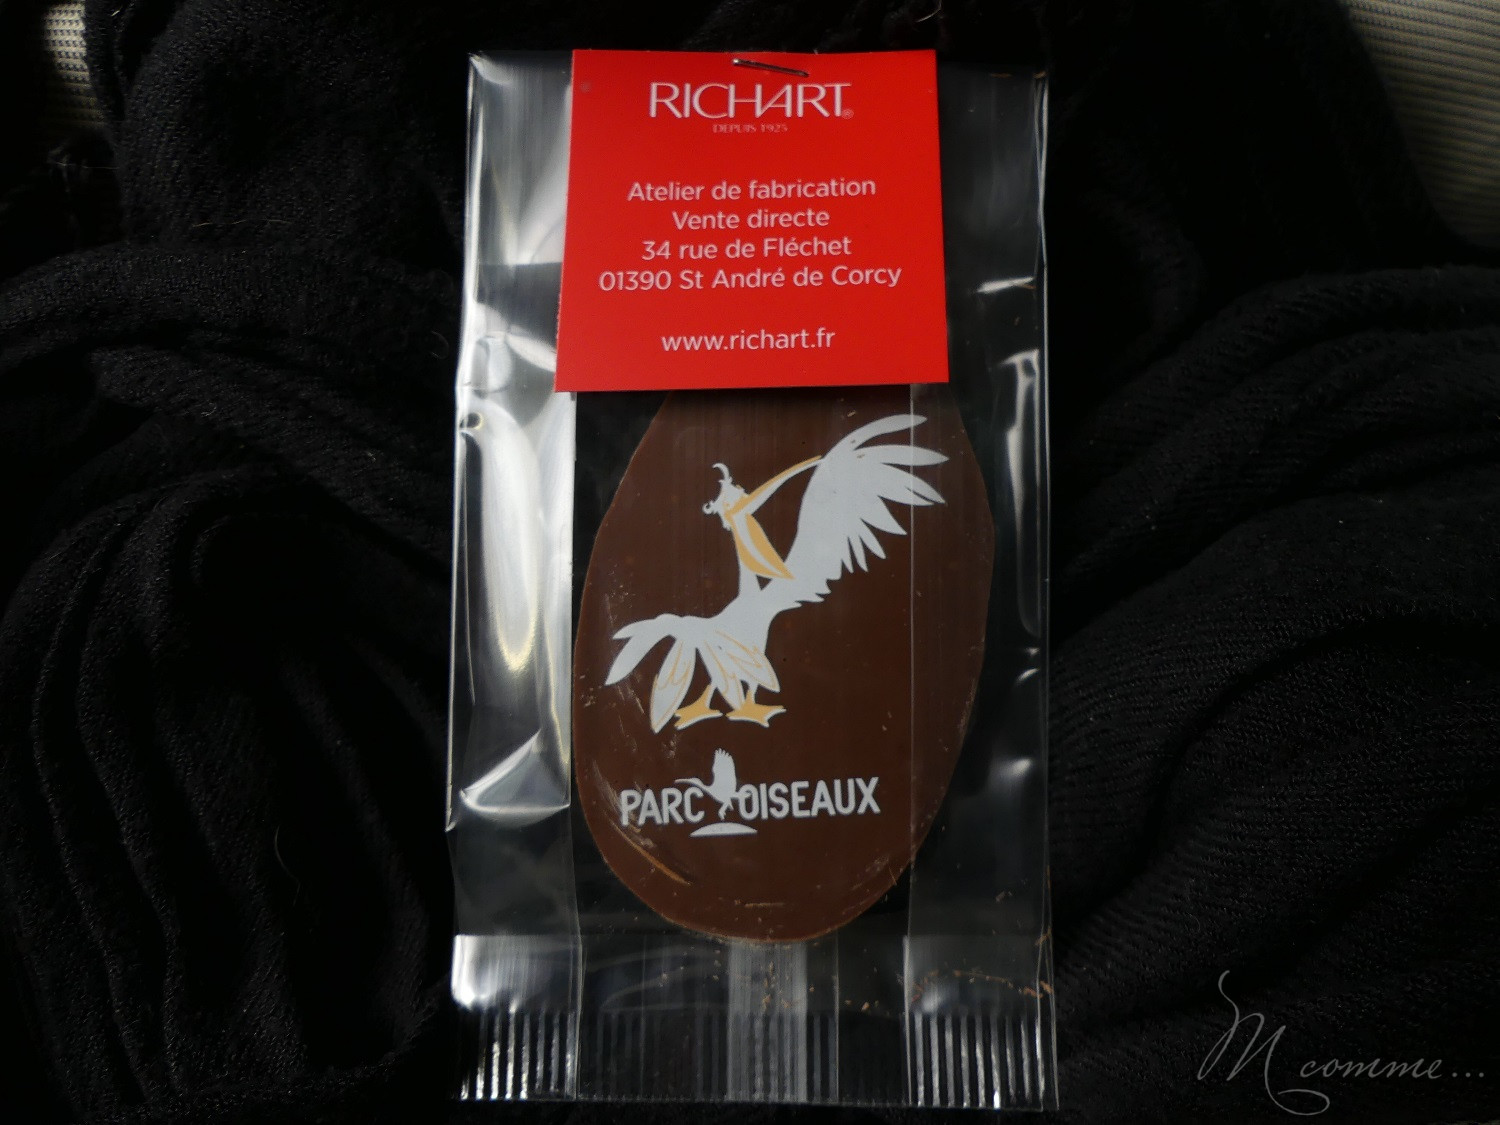 RICHART®
DEPUIS 1925
Atelier de fabrication
Vente directe
34 rue de Fléchet
01390 St André de Corcy
www.richart.fr
PARC OISEAUX
M comme...